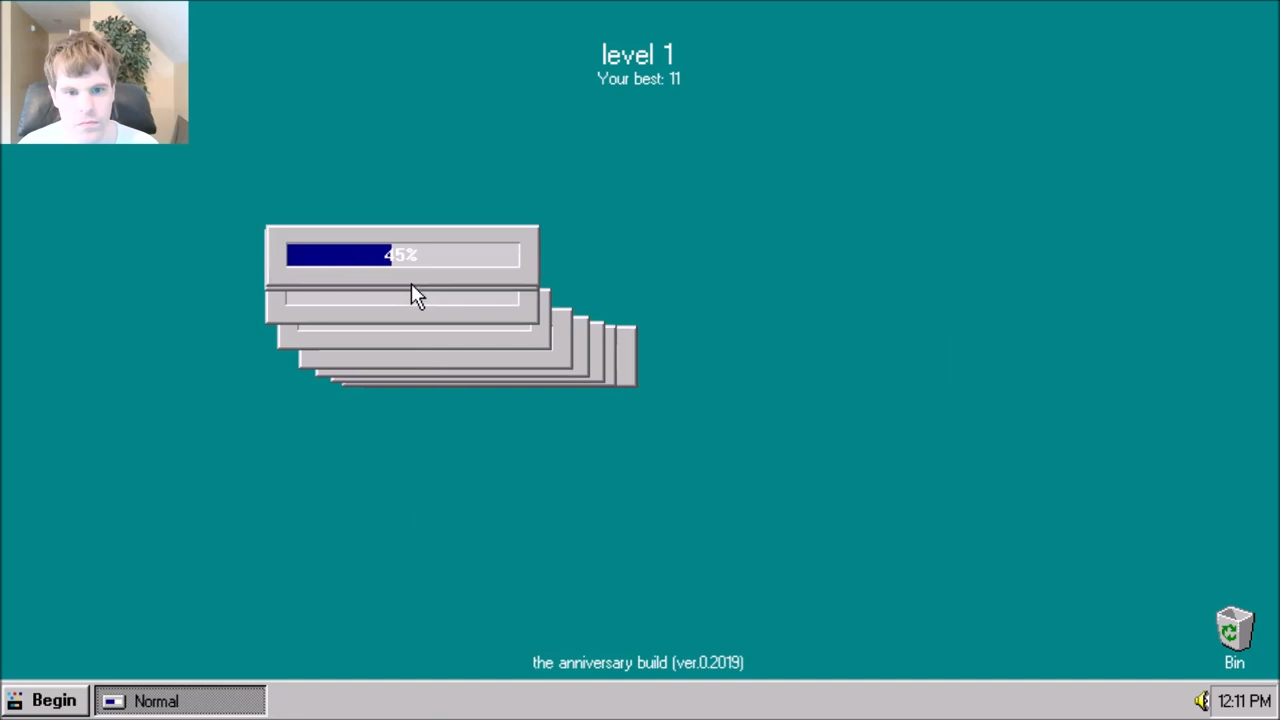 level 1
Your best: 11
45%
the anniversary build (ver.0.2019)
Bin
Begin
Normal
12:11 PM